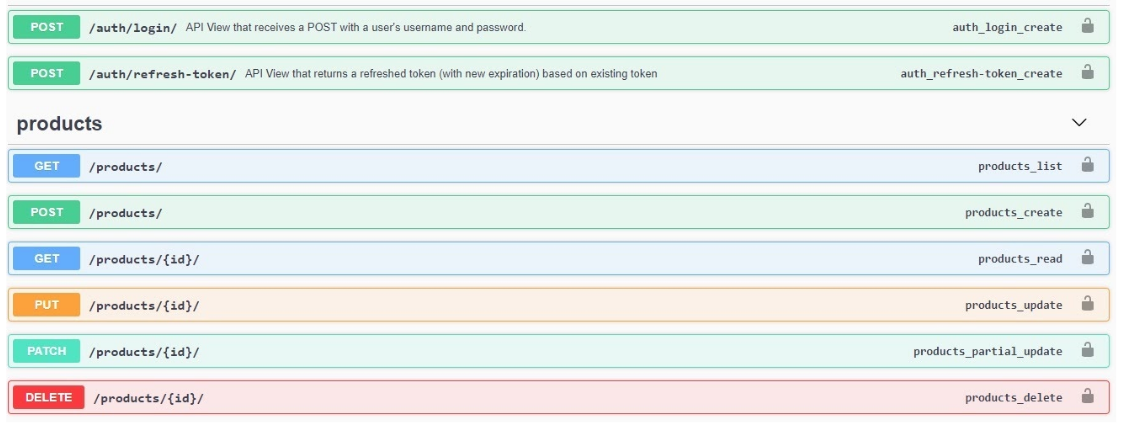 POST /auth/login/ API View that receives a POST with a user's username and password. auth_login_create
POST /auth/refresh-token/ API View that returns a refreshed token (with new expiration) based on existing token auth_refresh-token_create
products
GET /products/ products_list
POST /products/ products_create
GET /products/{id}/ products_read
PUT /products/{id}/ products_update
PATCH /products/{id}/ products_partial_update
DELETE /products/{id}/ products_delete